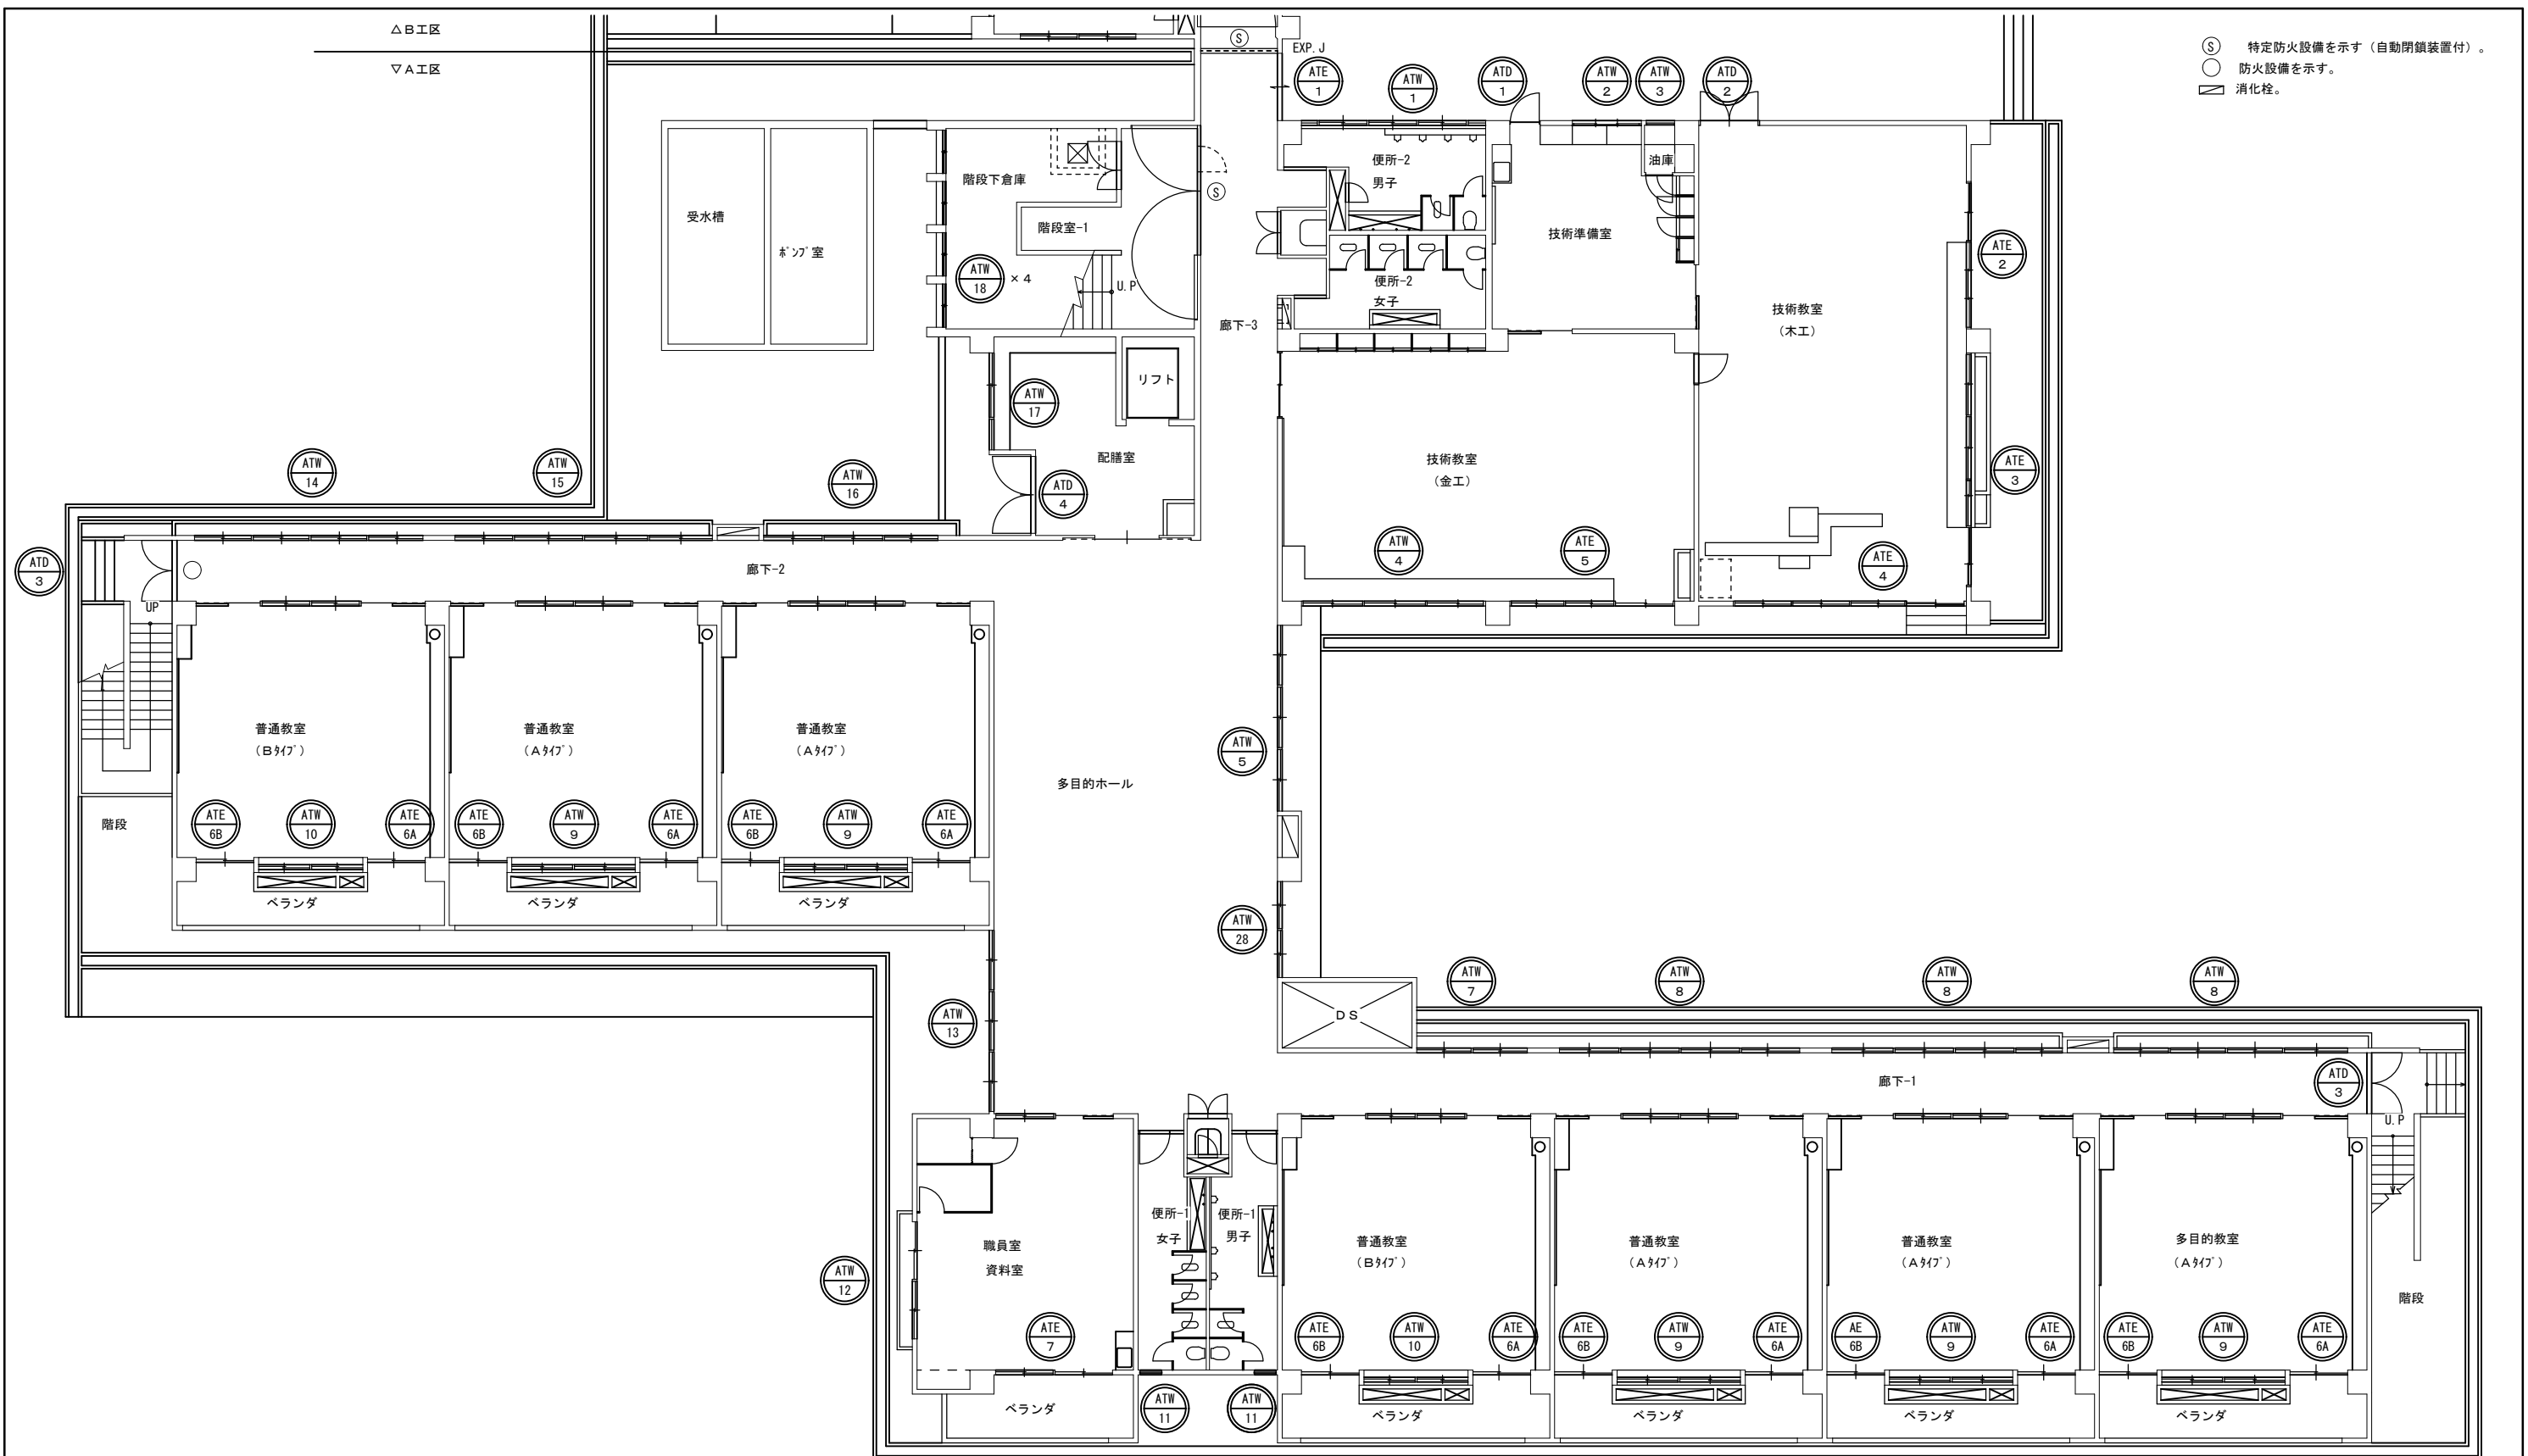 △B工区
▽A工区
Ⓢ 特定防火設備を示す(自動閉鎖装置付)。
○ 防火設備を示す。
消化栓。
S
EXP. J
ATE 1
ATW 1
ATD 1
ATW 2
ATW 3
ATD 2
受水槽
ポンプ室
階段下倉庫
階段室-1
ATW 18 ×4
U.P
S
廊下-3
便所-2
男子
便所-2
女子
技術準備室
油庫
技術教室
(木工)
ATE 2
ATE 3
リフト
ATW 17
配膳室
ATD 4
技術教室
(金工)
ATW 4
ATE 5
ATE 4
ATW 14
ATW 15
ATW 16
ATD 3
UP
廊下-2
普通教室
(Bタイプ)
普通教室
(Aタイプ)
普通教室
(Aタイプ)
多目的ホール
ATW 5
階段
ATE 6B
ATW 10
ATE 6A
ATE 6B
ATW 9
ATE 6A
ATE 6B
ATW 9
ATE 6A
ベランダ
ベランダ
ベランダ
ATW 28
ATW 13
DS
ATW 7
ATW 8
ATW 8
ATW 8
廊下-1
ATD 3
U.P
職員室
資料室
便所-1
女子
便所-1
男子
普通教室
(Bタイプ)
普通教室
(Aタイプ)
普通教室
(Aタイプ)
多目的教室
(Aタイプ)
階段
ATW 12
ATE 7
ATE 6B
ATW 10
ATE 6A
ATE 6B
ATW 9
ATE 6A
AE 6B
ATW 9
ATE 6A
ATE 6B
ATW 9
ATE 6A
ベランダ
ATW 11
ATW 11
ベランダ
ベランダ
ベランダ
ベランダ